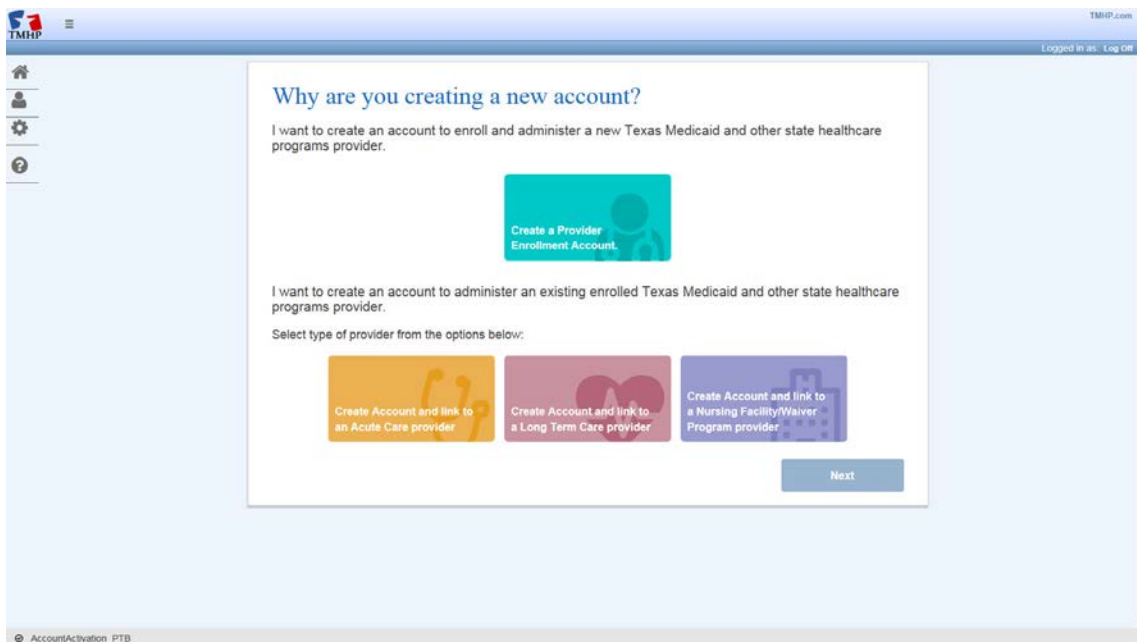 TMHP
TMHP.com
Logged in as: Log Off
Why are you creating a new account?
I want to create an account to enroll and administer a new Texas Medicaid and other state healthcare
programs provider.
Create a Provider
Enrollment Account.
I want to create an account to administer an existing enrolled Texas Medicaid and other state healthcare
programs provider.
Select type of provider from the options below:
Create Account and link to
an Acute Care provider
Create Account and link to
a Long Term Care provider
Create Account and link to
a Nursing Facility/Waiver
Program provider
Next
AccountActivation_PTB